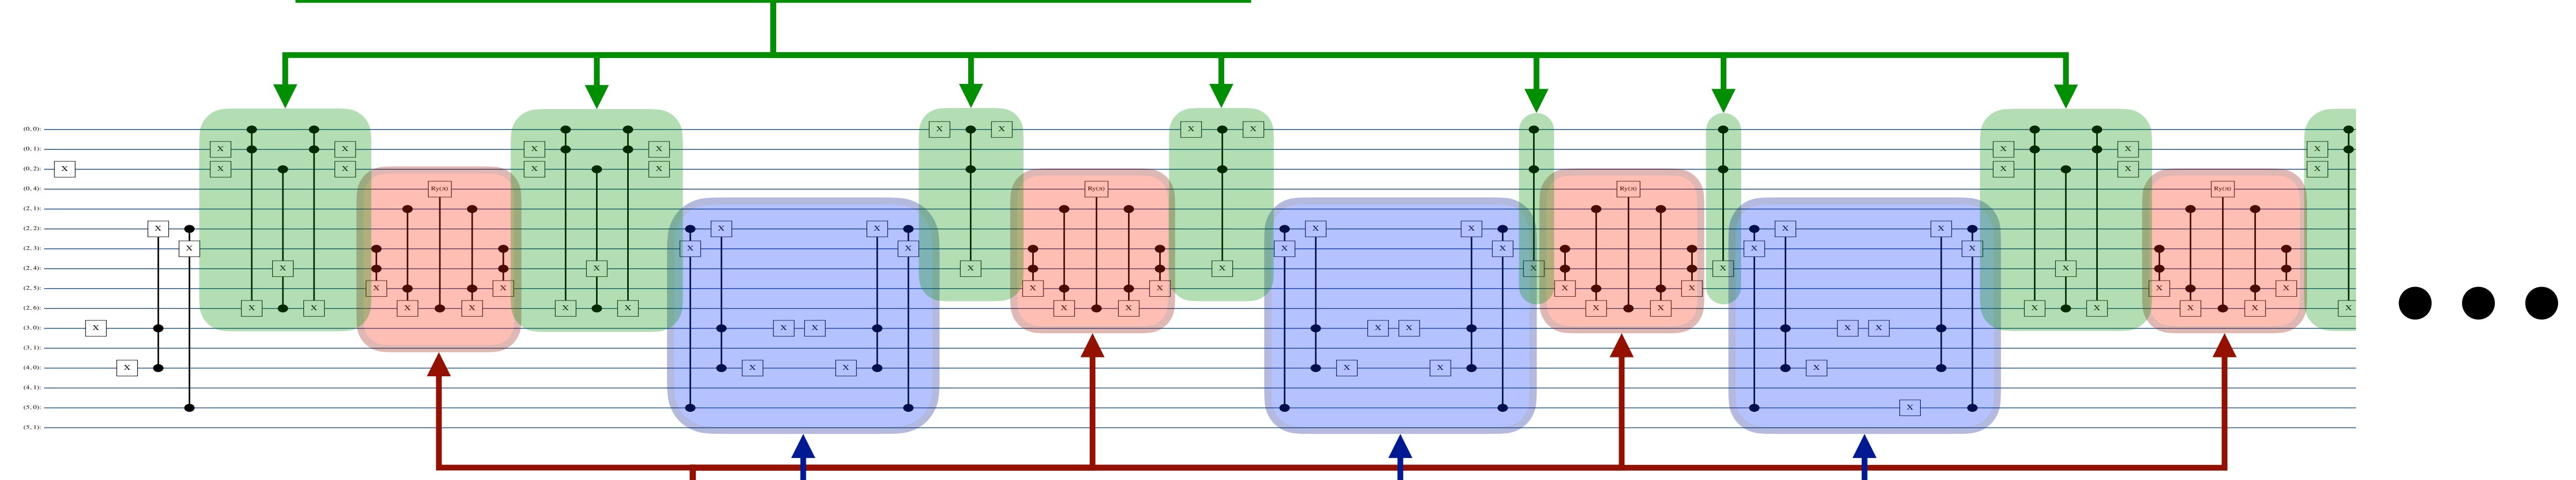 (0, 0): X X X
(0, 1): X X X X X X X
(0, 2): X X X X X X X X
(0, 4): Ry(π) Ry(π) Ry(π) Ry(π)
(2, 1):
(2, 2): X X X X X X X
(2, 3): X X X X X X X
(2, 4): X X X X X X X
(2, 5): X X X X X X X X
(2, 6): X X X X X X X X X X X X X X X
(3, 0): X X X X X X X
(3, 1):
(4, 0): X X X X X X
(4, 1):
(5, 0): X
(5, 1):